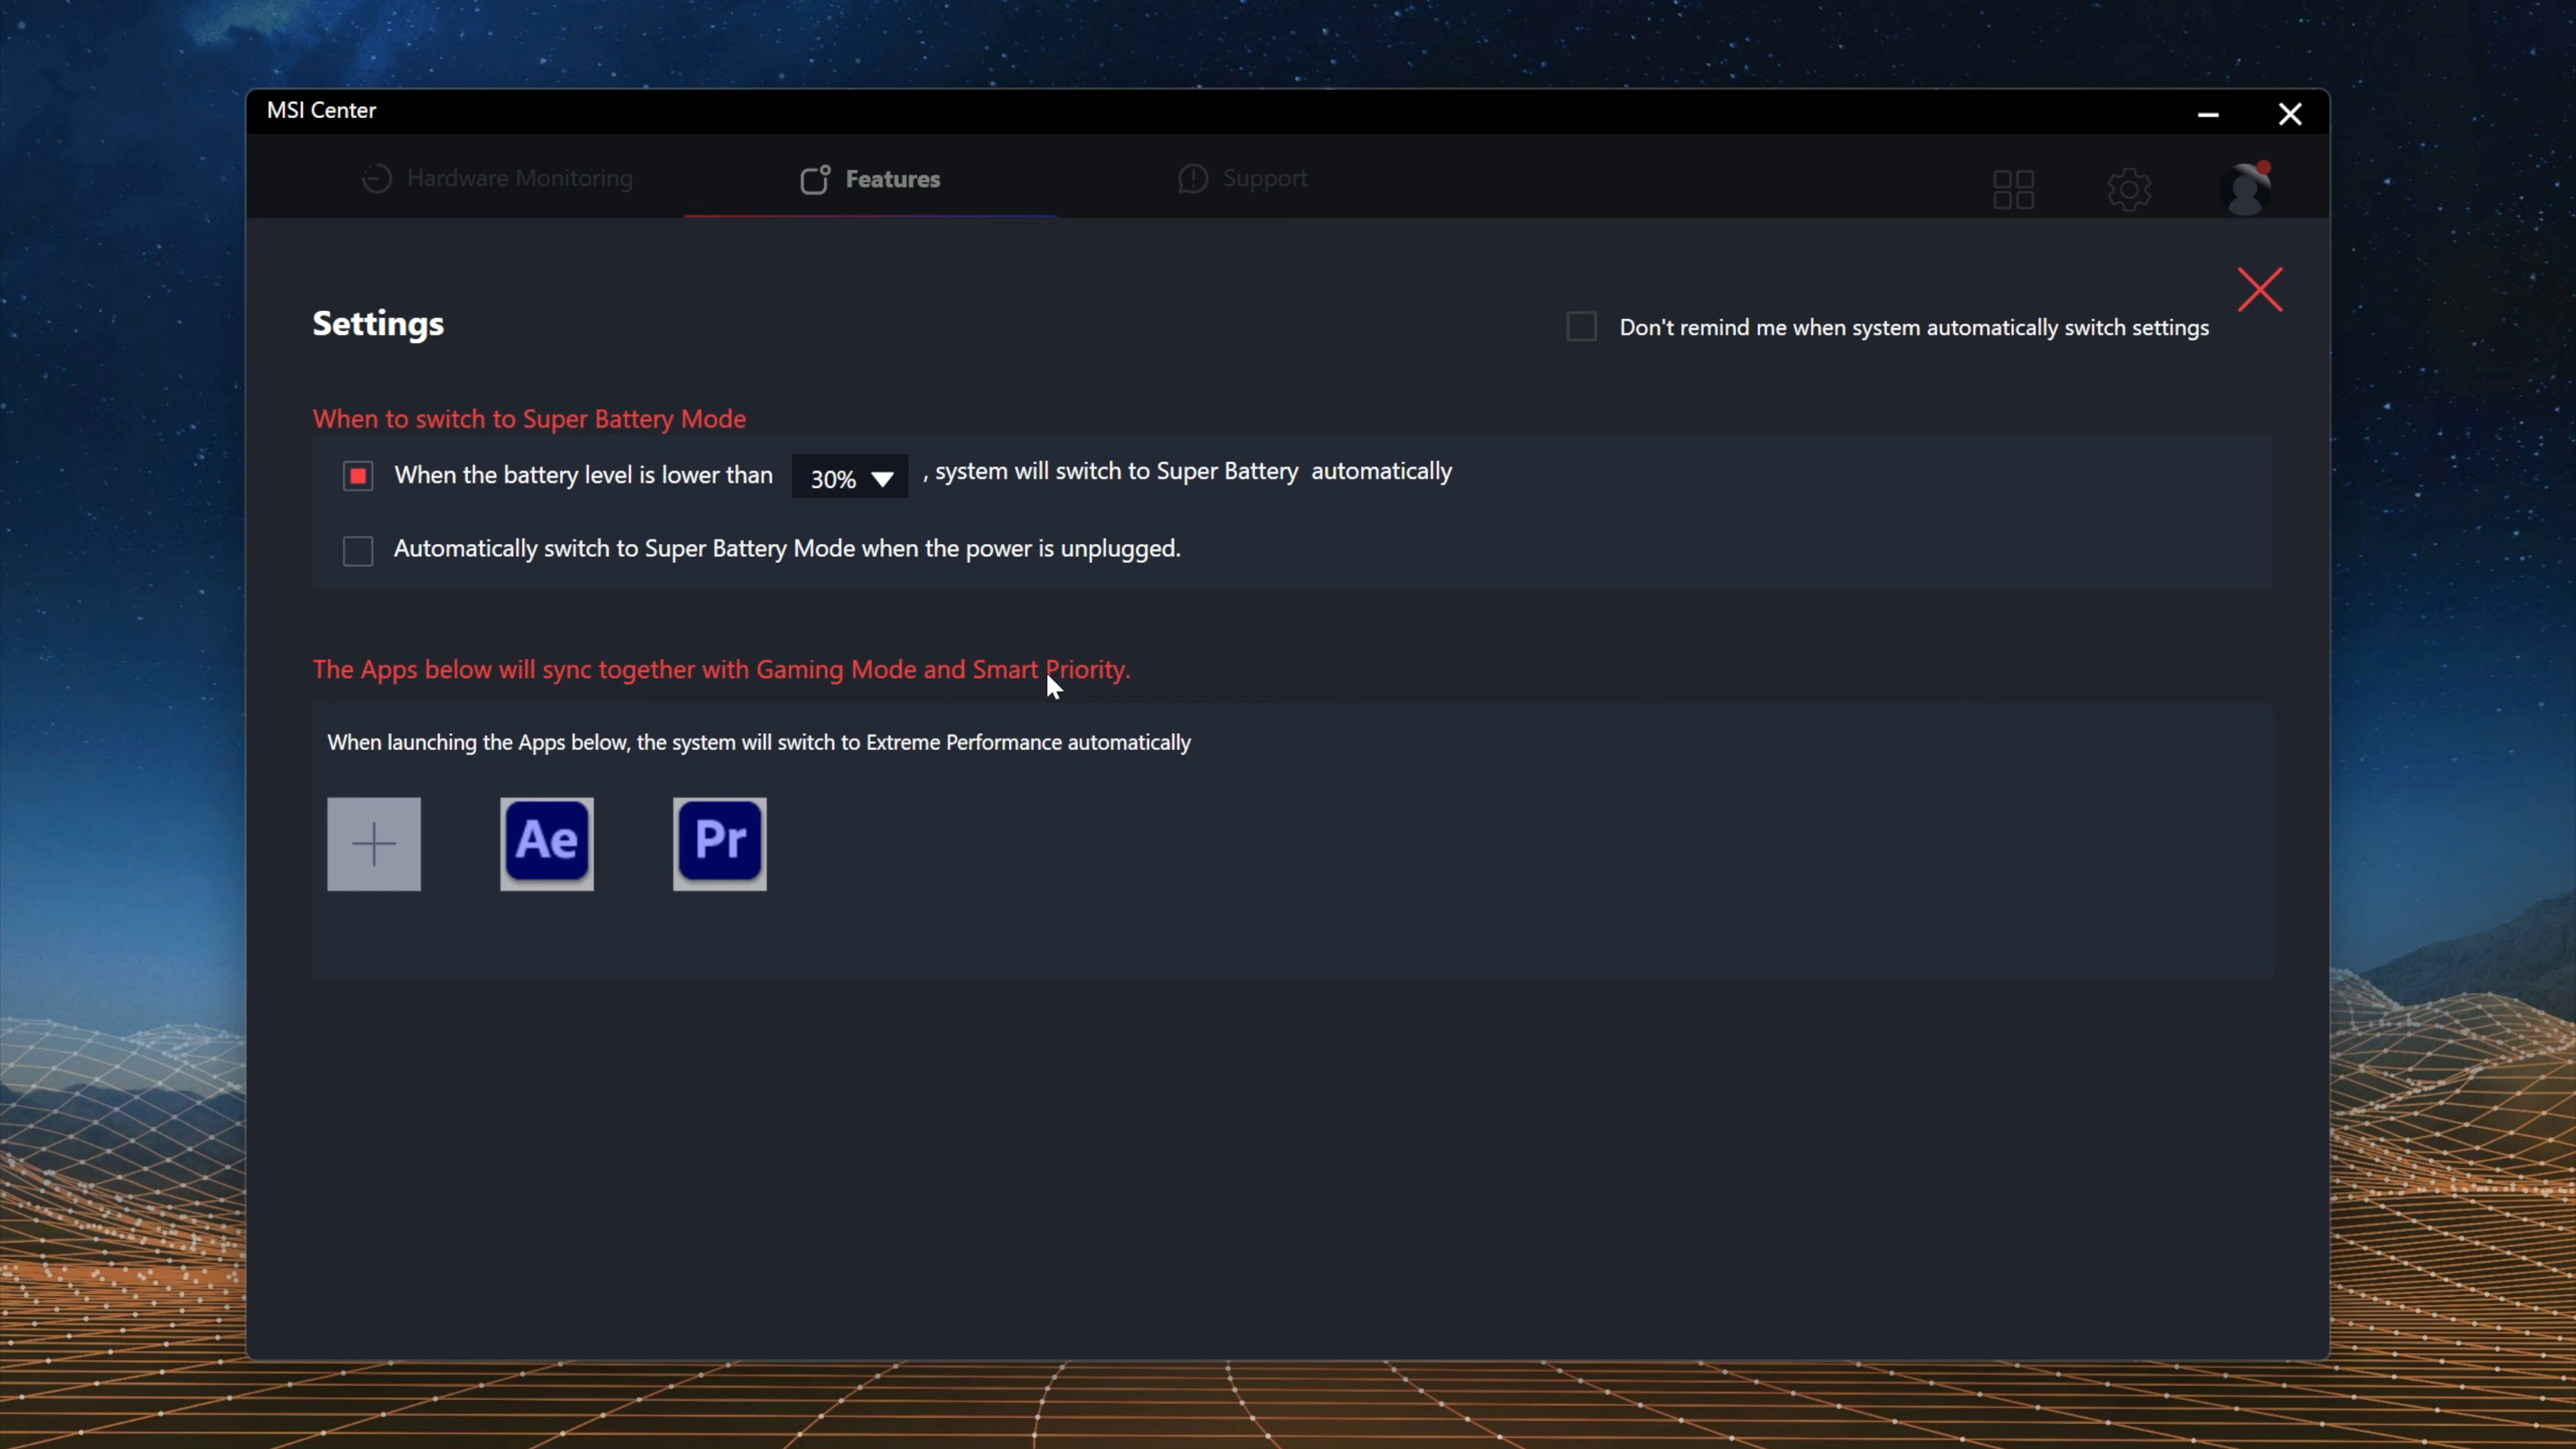 MSI Center
Hardware Monitoring
Features
Support
Settings
Don't remind me when system automatically switch settings
When to switch to Super Battery Mode
When the battery level is lower than 30% , system will switch to Super Battery automatically
Automatically switch to Super Battery Mode when the power is unplugged.
The Apps below will sync together with Gaming Mode and Smart Priority.
When launching the Apps below, the system will switch to Extreme Performance automatically
Ae Pr